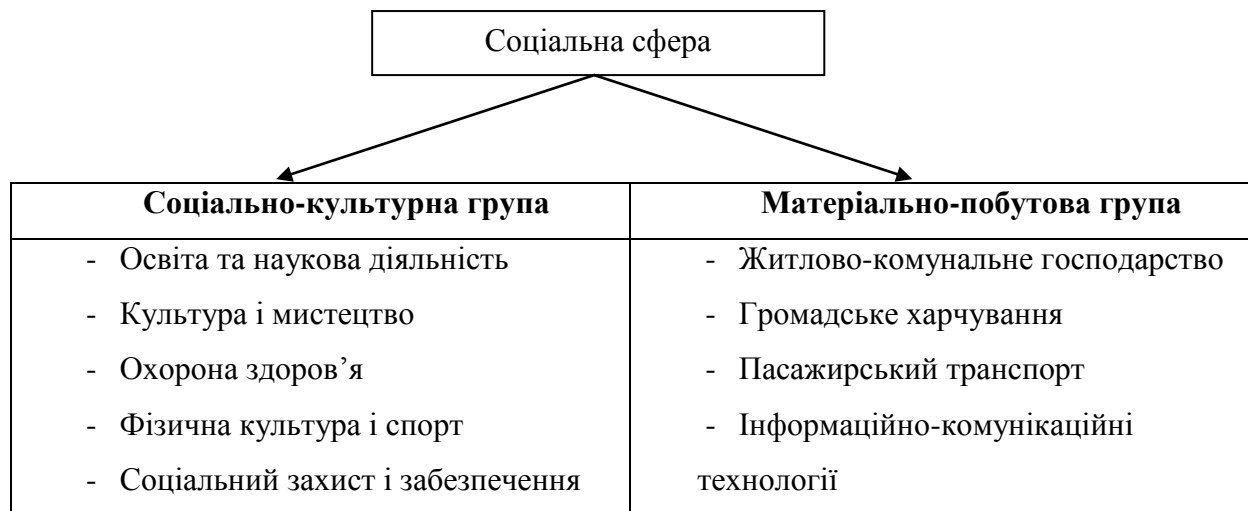 Соціальна сфера
Соціально-культурна група
- Освіта та наукова діяльність
- Культура і мистецтво
- Охорона здоров’я
- Фізична культура і спорт
- Соціальний захист і забезпечення
Матеріально-побутова група
- Житлово-комунальне господарство
- Громадське харчування
- Пасажирський транспорт
- Інформаційно-комунікаційні
технології